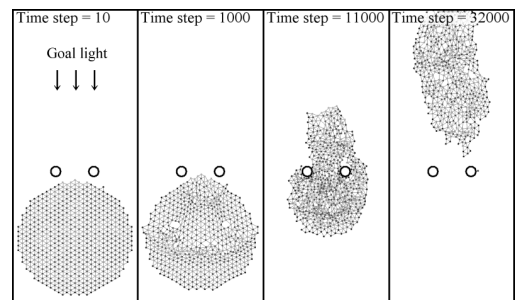 Time step = 10
Goal light
Time step = 1000
Time step = 11000
Time step = 32000